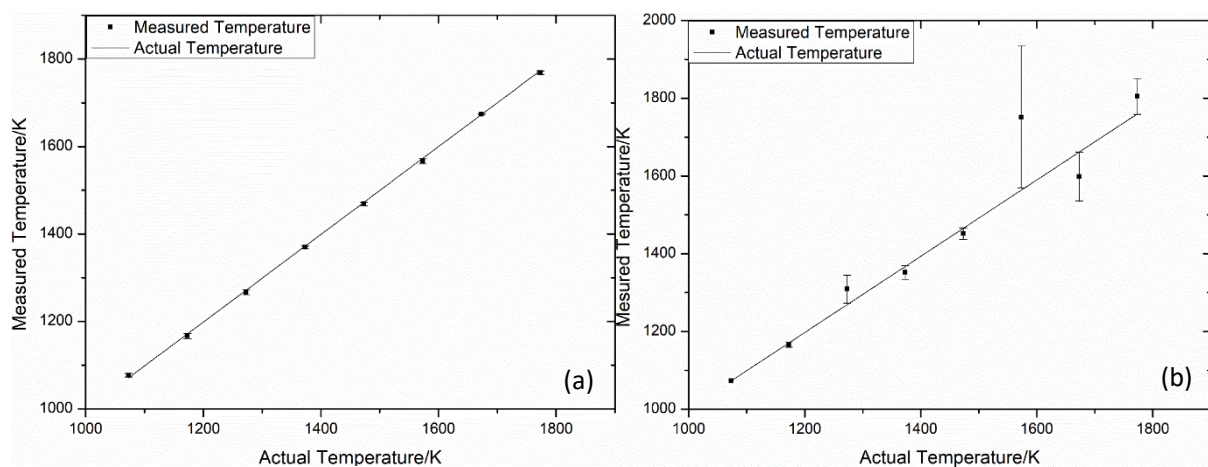 Measured Temperature
Actual Temperature
1800
1600
1400
1200
1000
Measured Temperature/K
1000
1200
1400
1600
1800
Actual Temperature/K
(a)
Measured Temperature
Actual Temperature
2000
1800
1600
1400
1200
1000
Mesured Temperature/K
1000
1200
1400
1600
1800
Actual Temperature/K
(b)